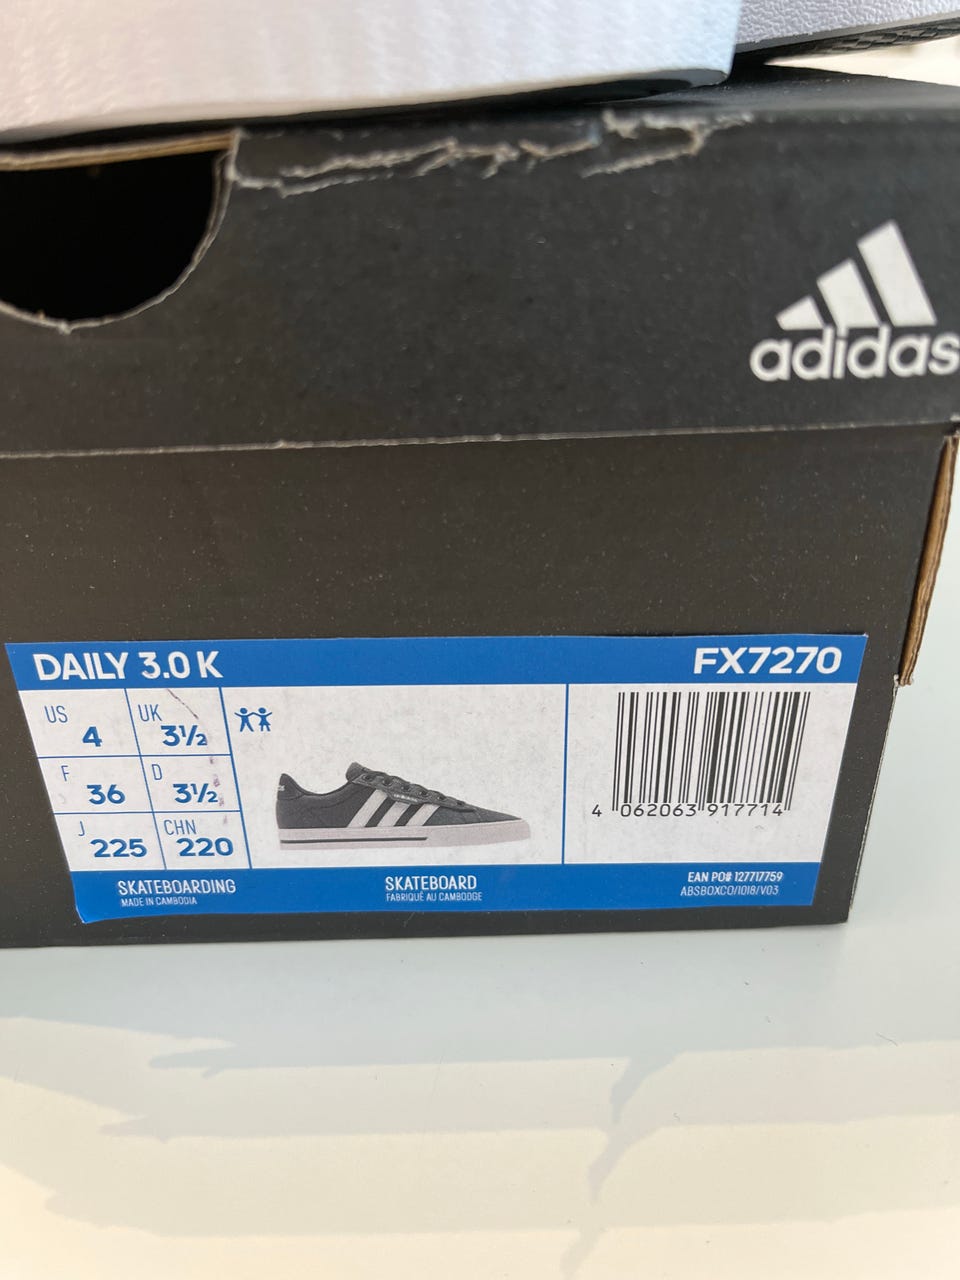 adidas
DAILY 3.0 K
FX7270
US 4
UK 3½
F 36
D 3½
J 225
CHN 220
4 062063 917714
SKATEBOARDING
MADE IN CAMBODIA
SKATEBOARD
FABRIQUÉ AU CAMBODGE
EAN PO# 127717759
ABSBOXCO/1018/V03